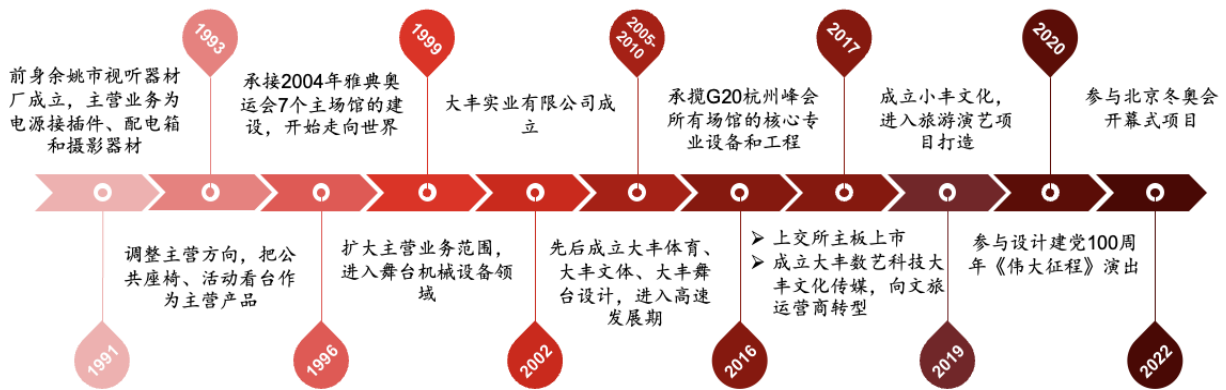 1993
1999
2005-
2010
2017
2020
前身余姚市视听器材
厂成立，主营业务为
电源接插件、配电箱
和摄影器材
承接2004年雅典奥
运会7个主场馆的建
设，开始走向世界
大丰实业有限公司成
立
承揽G20杭州峰会
所有场馆的核心专
业设备和工程
成立小丰文化，
进入旅游演艺项
目打造
参与北京冬奥会
开幕式项目
调整主营方向，把公
共座椅、活动看台作
为主营产品
扩大主营业务范围，
进入舞台机械设备领
域
先后成立大丰体育、
大丰文体、大丰舞
台设计，进入高速
发展期
➢ 上交所主板上市
➢ 成立大丰数艺科技大
丰文化传媒，向文旅
运营商转型
参与设计建党100周
年《伟大征程》演出
1991
1996
2002
2016
2019
2022